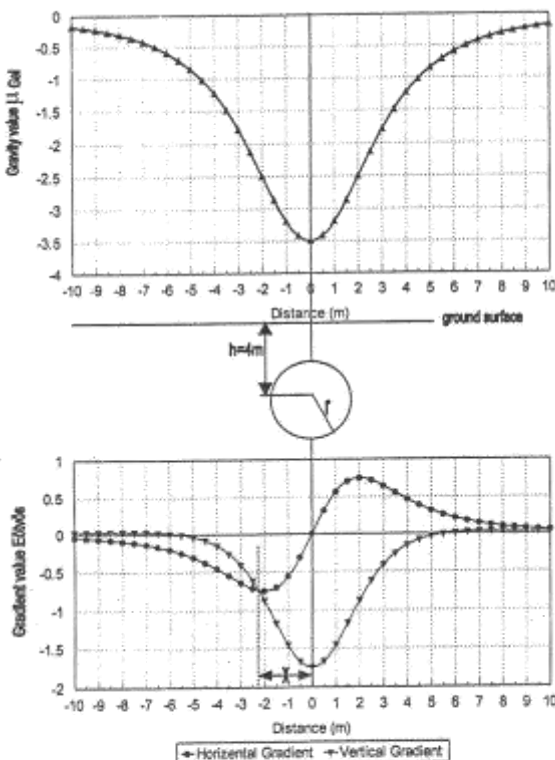 0
-0.5
-1
-1.5
-2
-2.5
-3
-3.5
-4
Gravity value μ Gal
-10 -9 -8 -7 -6 -5 -4 -3 -2 -1 0 1 2 3 4 5 6 7 8 9 10
Distance (m)
ground surface
h=4m
r
1
0.5
0
-0.5
-1
-1.5
-2
Gradient value Eötvös
X
-10 -9 -8 -7 -6 -5 -4 -3 -2 -1 0 1 2 3 4 5 6 7 8 9 10
Distance (m)
Horizental Gradient Vertical Gradient